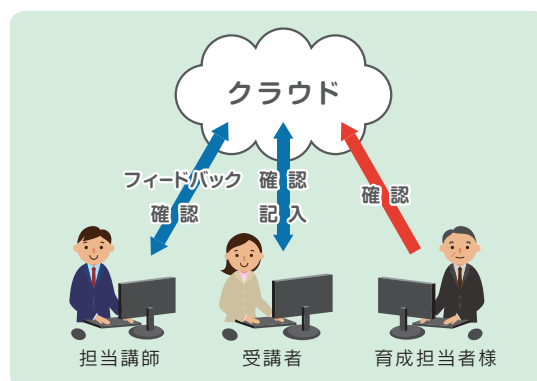 クラウド
フィードバック
確認
確認
記入
確認
担当講師
受講者
育成担当者様